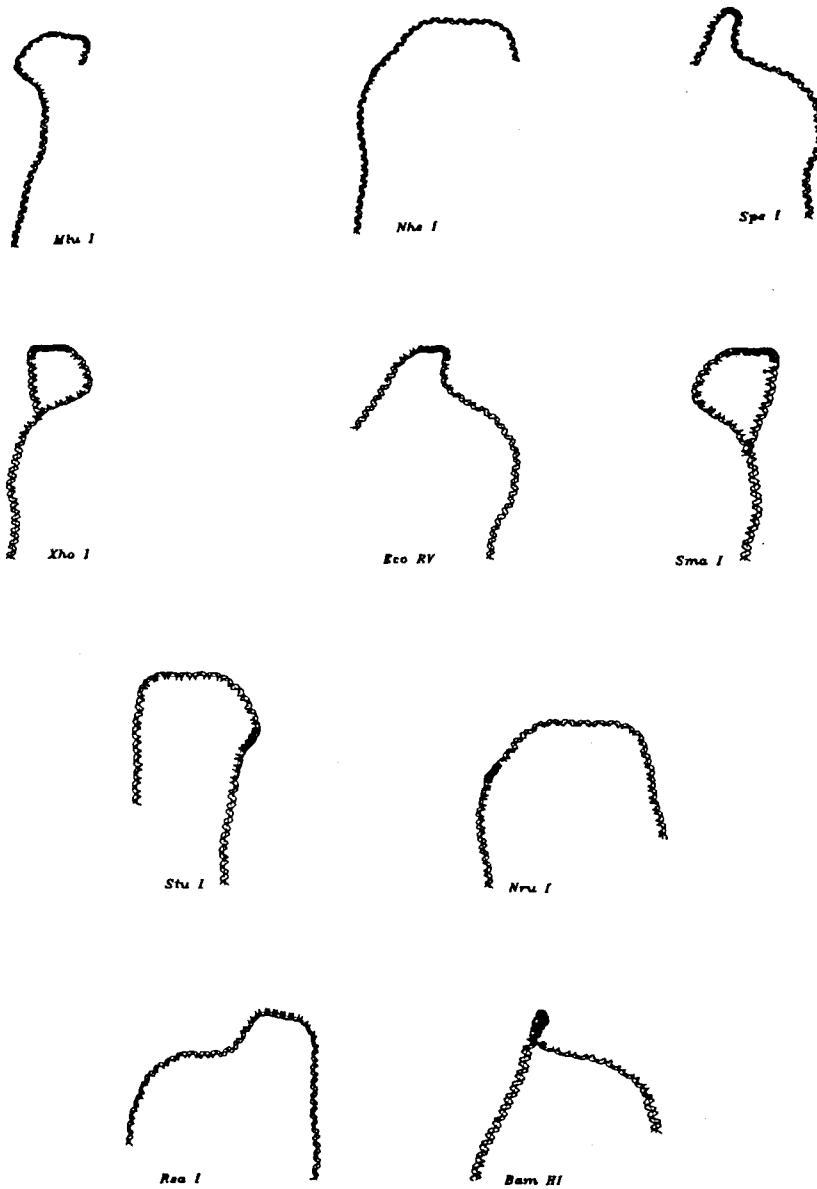 Mlu I
Nhe I
Spe I
Xho I
Eco RV
Sma I
Stu I
Nru I
Rsa I
Bam HI